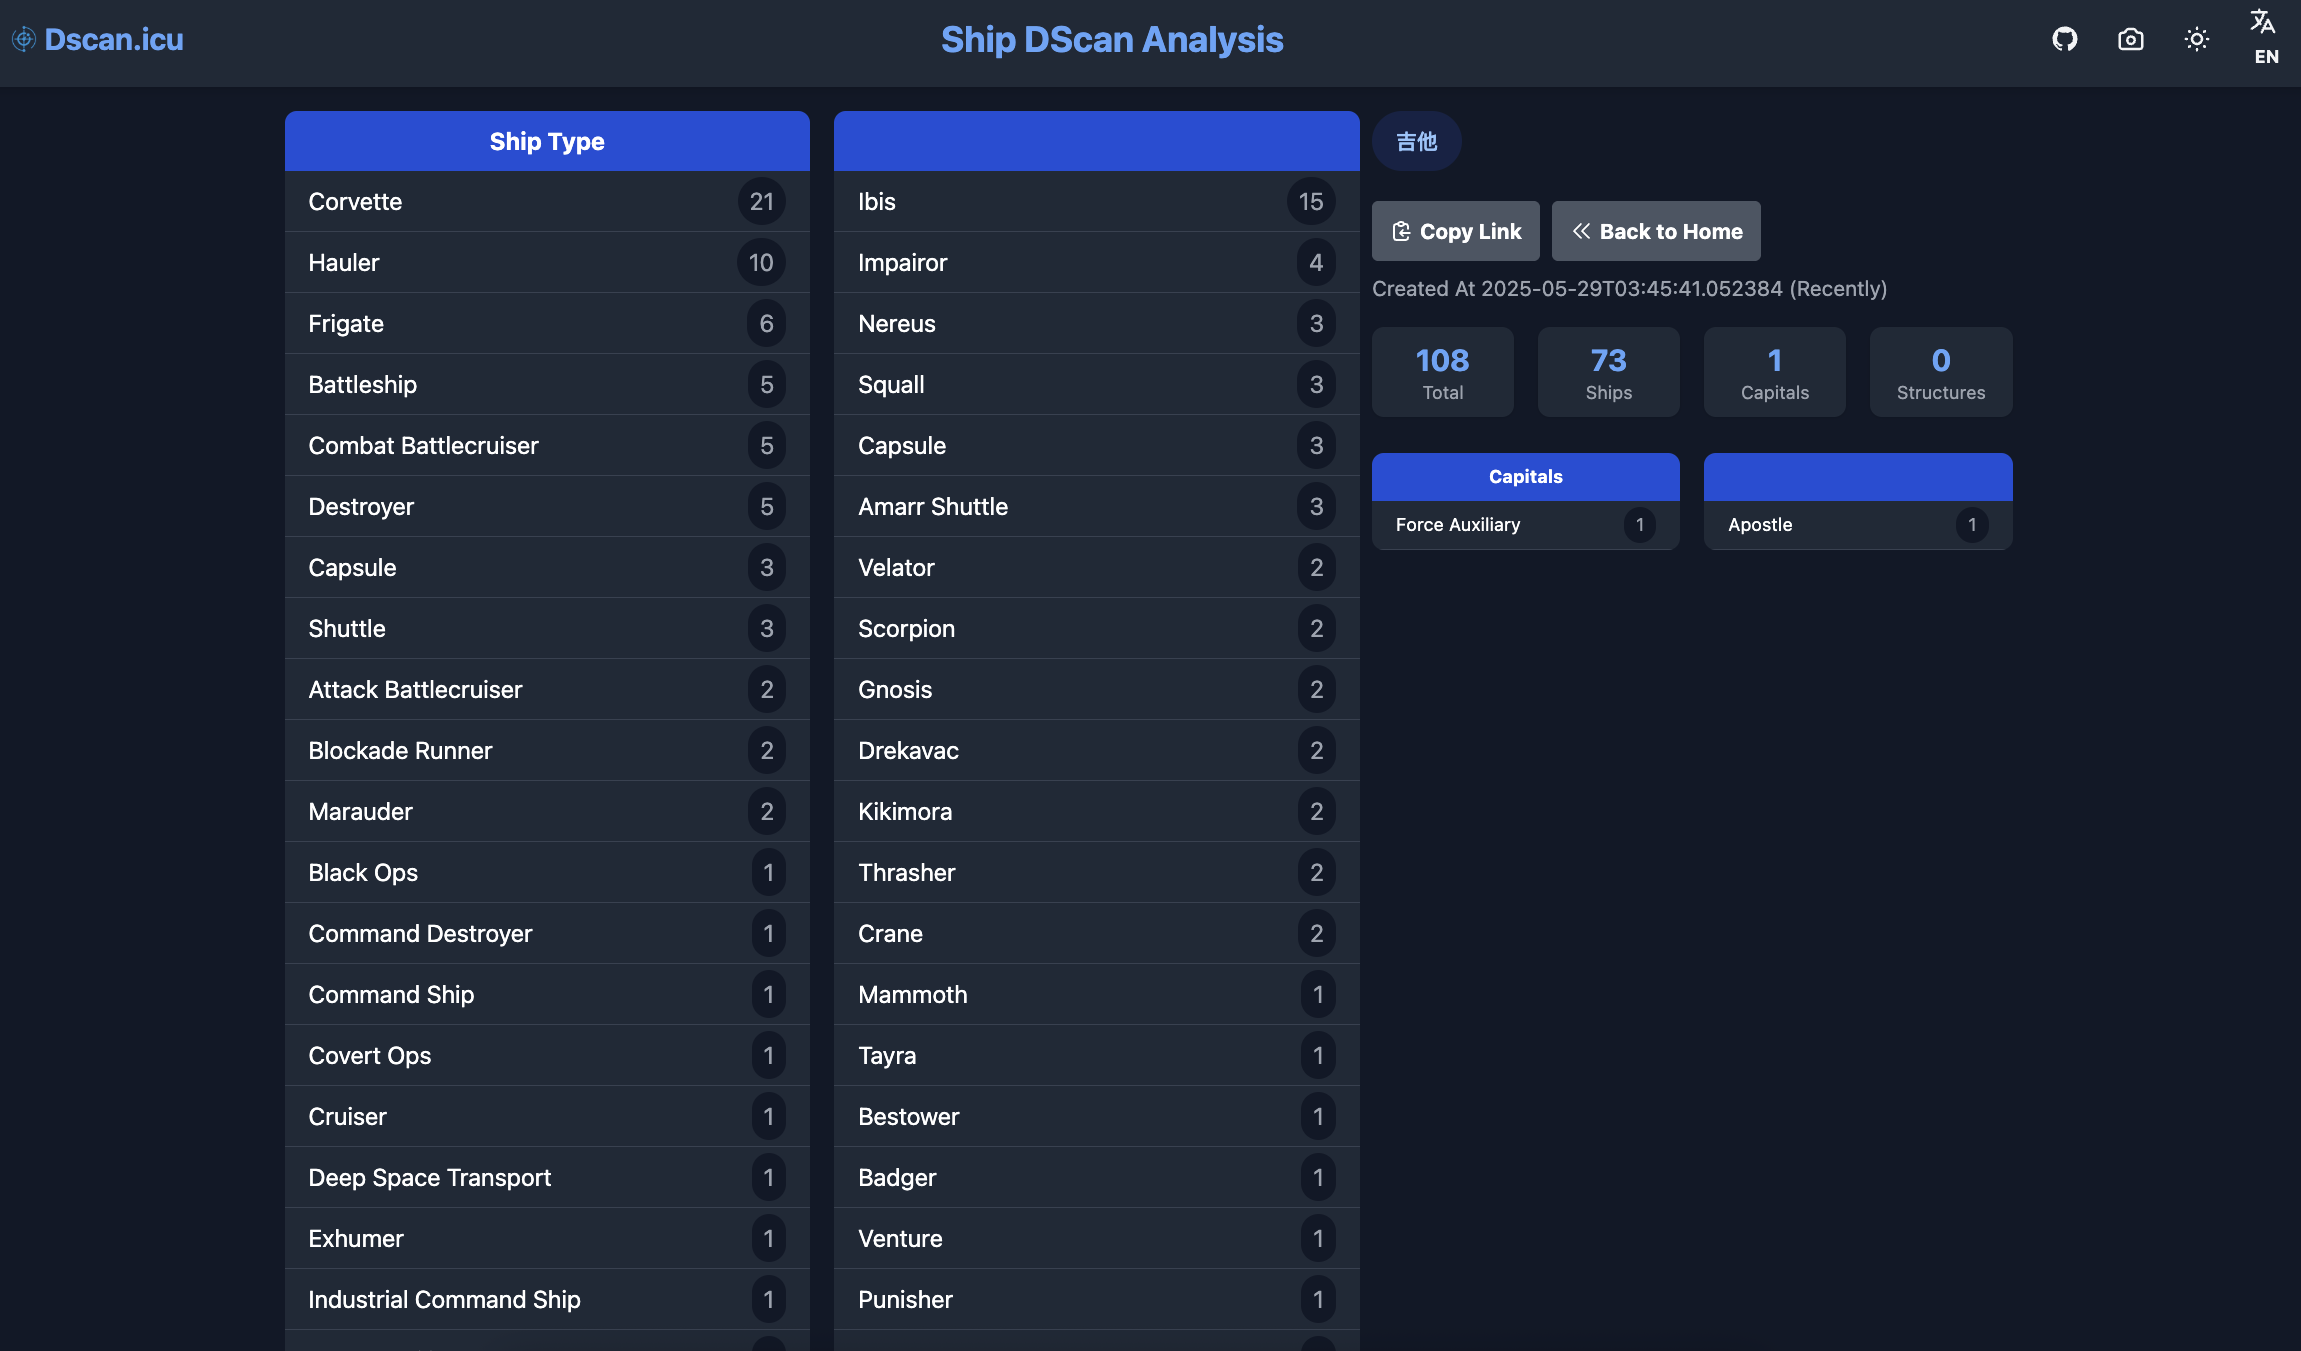 Dscan.icu
Ship DScan Analysis
EN
Ship Type
Corvette 21
Hauler 10
Frigate 6
Battleship 5
Combat Battlecruiser 5
Destroyer 5
Capsule 3
Shuttle 3
Attack Battlecruiser 2
Blockade Runner 2
Marauder 2
Black Ops 1
Command Destroyer 1
Command Ship 1
Covert Ops 1
Cruiser 1
Deep Space Transport 1
Exhumer 1
Industrial Command Ship 1
Ibis 15
Impairor 4
Nereus 3
Squall 3
Capsule 3
Amarr Shuttle 3
Velator 2
Scorpion 2
Gnosis 2
Drekavac 2
Kikimora 2
Thrasher 2
Crane 2
Mammoth 1
Tayra 1
Bestower 1
Badger 1
Venture 1
Punisher 1
吉他
Copy Link
Back to Home
Created At 2025-05-29T03:45:41.052384 (Recently)
108
Total
73
Ships
1
Capitals
0
Structures
Capitals
Force Auxiliary 1
Apostle 1